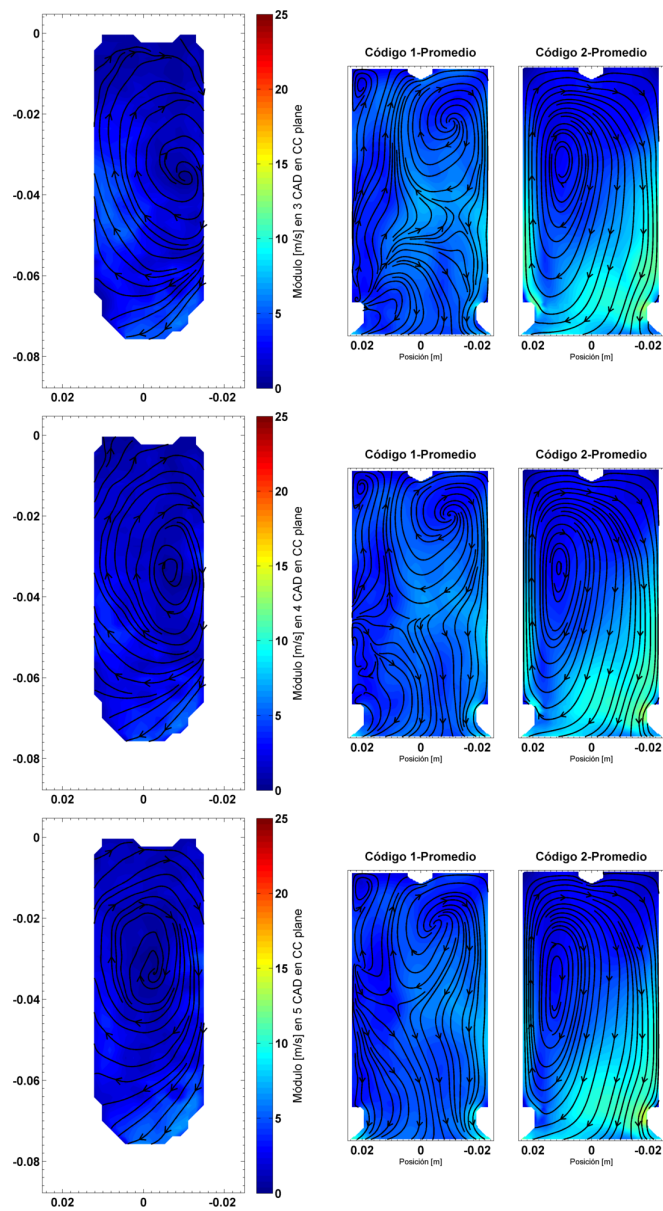 0
-0.02
-0.04
-0.06
-0.08
0.02 0 -0.02
25
20
15
10
5
0
Módulo [m/s] en 3 CAD en CC plane
Código 1-Promedio
0.02 0 -0.02
Posición [m]
Código 2-Promedio
0.02 0 -0.02
Posición [m]
0
-0.02
-0.04
-0.06
-0.08
0.02 0 -0.02
25
20
15
10
5
0
Módulo [m/s] en 4 CAD en CC plane
Código 1-Promedio
0.02 0 -0.02
Posición [m]
Código 2-Promedio
0.02 0 -0.02
Posición [m]
0
-0.02
-0.04
-0.06
-0.08
0.02 0 -0.02
25
20
15
10
5
0
Módulo [m/s] en 5 CAD en CC plane
Código 1-Promedio
0.02 0 -0.02
Posición [m]
Código 2-Promedio
0.02 0 -0.02
Posición [m]